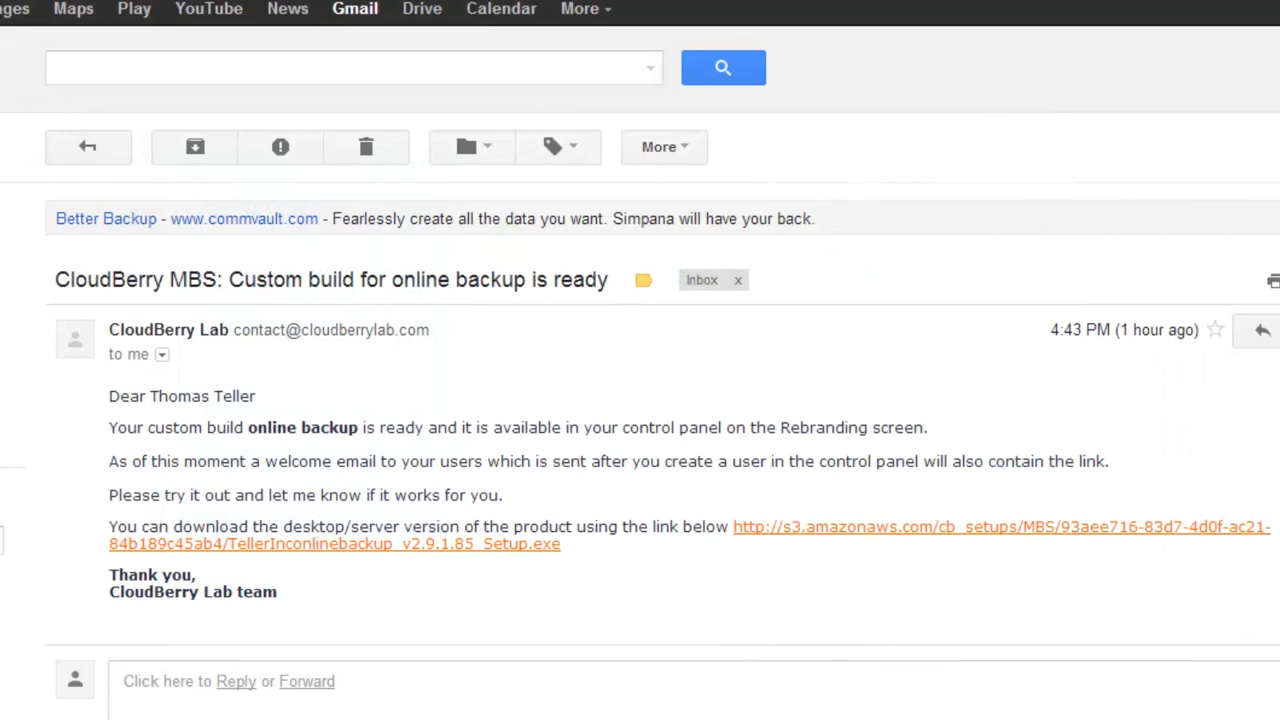 Maps Play YouTube News Gmail Drive Calendar More
More
Better Backup - www.commvault.com - Fearlessly create all the data you want. Simpana will have your back.
CloudBerry MBS: Custom build for online backup is ready Inbox x
CloudBerry Lab contact@cloudberrylab.com 4:43 PM (1 hour ago)
to me
Dear Thomas Teller
Your custom build online backup is ready and it is available in your control panel on the Rebranding screen.
As of this moment a welcome email to your users which is sent after you create a user in the control panel will also contain the link.
Please try it out and let me know if it works for you.
You can download the desktop/server version of the product using the link below http://s3.amazonaws.com/cb_setups/MBS/93aee716-83d7-4d0f-ac21-
84b189c45ab4/TellerInconlinebackup_v2.9.1.85_Setup.exe
Thank you,
CloudBerry Lab team
Click here to Reply or Forward